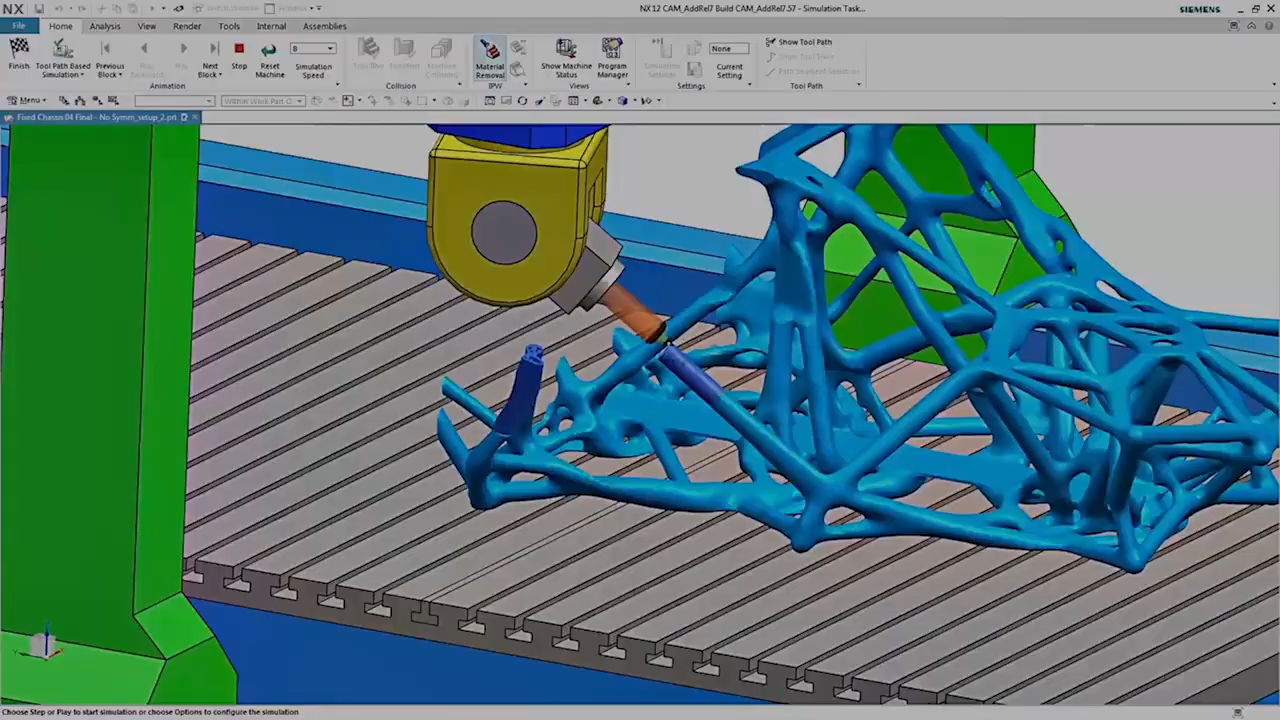 NX
NX 12 CAM_AddRel7 Build CAM_AddRel7.57 - Simulation Task...
SIEMENS
File Home Analysis View Render Tools Internal Assemblies
Finish
Tool Path Based Simulation
Previous Block
Next Block
Stop
Reset Machine
8
Simulation Speed
Animation
Collision
Material Removal
IPW
Show Machine Status
Program Manager
Views
None
Current Setting
Settings
Show Tool Path
Tool Path
Menu
Within Work Part O
Fixed Chassis 04 Final - No Symm_setup_2.prt
Choose Step or Play to start simulation or choose Options to configure the simulation